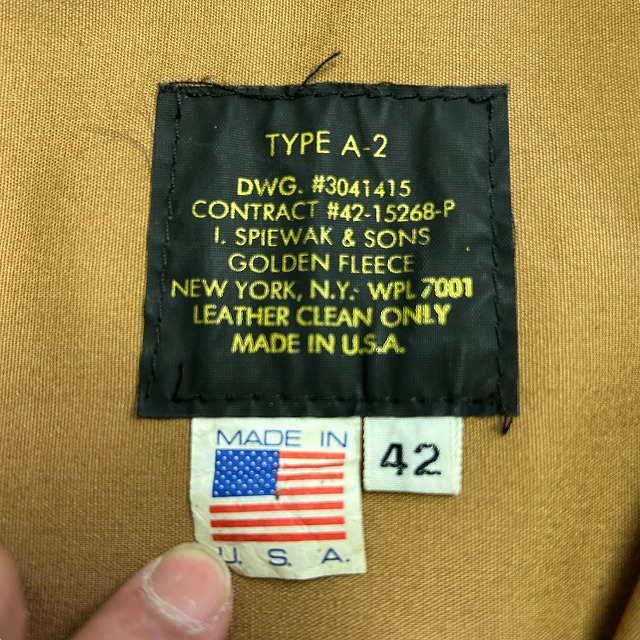 TYPE A-2
DWG. #3041415
CONTRACT #42-15268-P
I. SPIEWAK & SONS
GOLDEN FLEECE
NEW YORK, N.Y.- WPL 7001
LEATHER CLEAN ONLY
MADE IN U.S.A.
MADE IN
U. S. A.
42